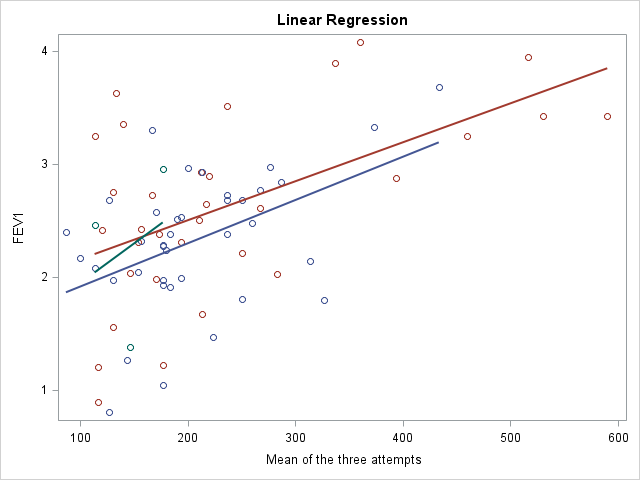 Linear Regression
4
3
2
1
FEV1
100 200 300 400 500 600
Mean of the three attempts